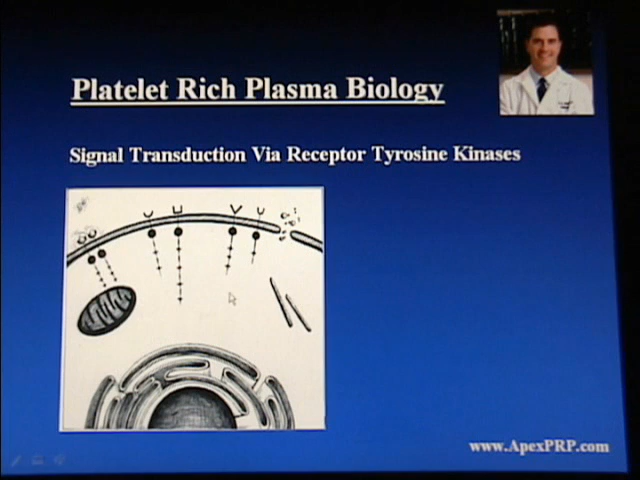 Platelet Rich Plasma Biology
Signal Transduction Via Receptor Tyrosine Kinases
www.ApexPRP.com